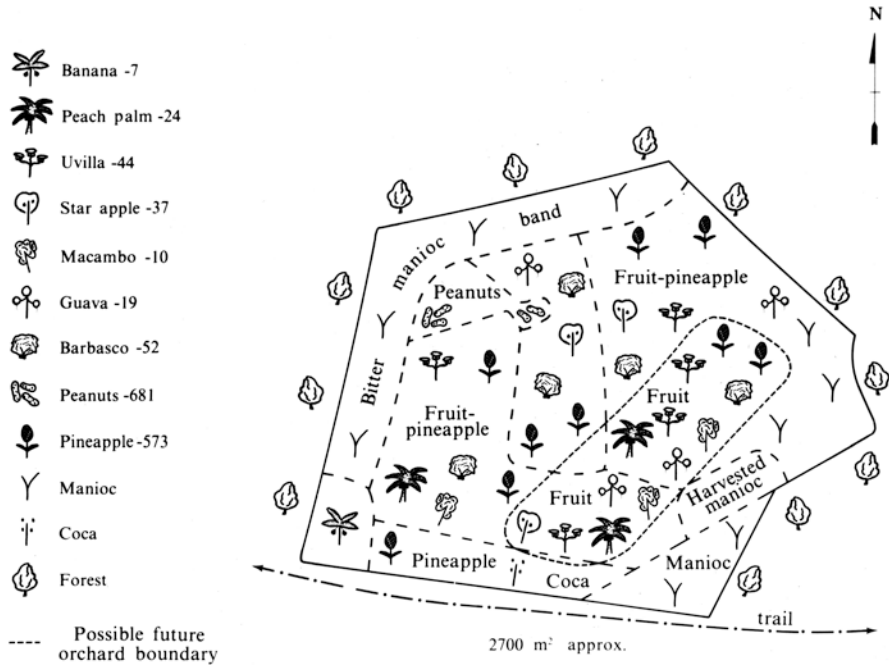 N
Banana -7
Peach palm -24
Uvilla -44
Star apple -37
Macambo -10
Guava -19
Barbasco -52
Peanuts -681
Pineapple -573
Manioc
Coca
Forest
Possible future
orchard boundary
Bitter
manioc
band
Peanuts
Fruit-pineapple
Fruit-
pineapple
Fruit
Fruit
Harvested
manioc
Pineapple
Coca
Manioc
trail
2700 m² approx.